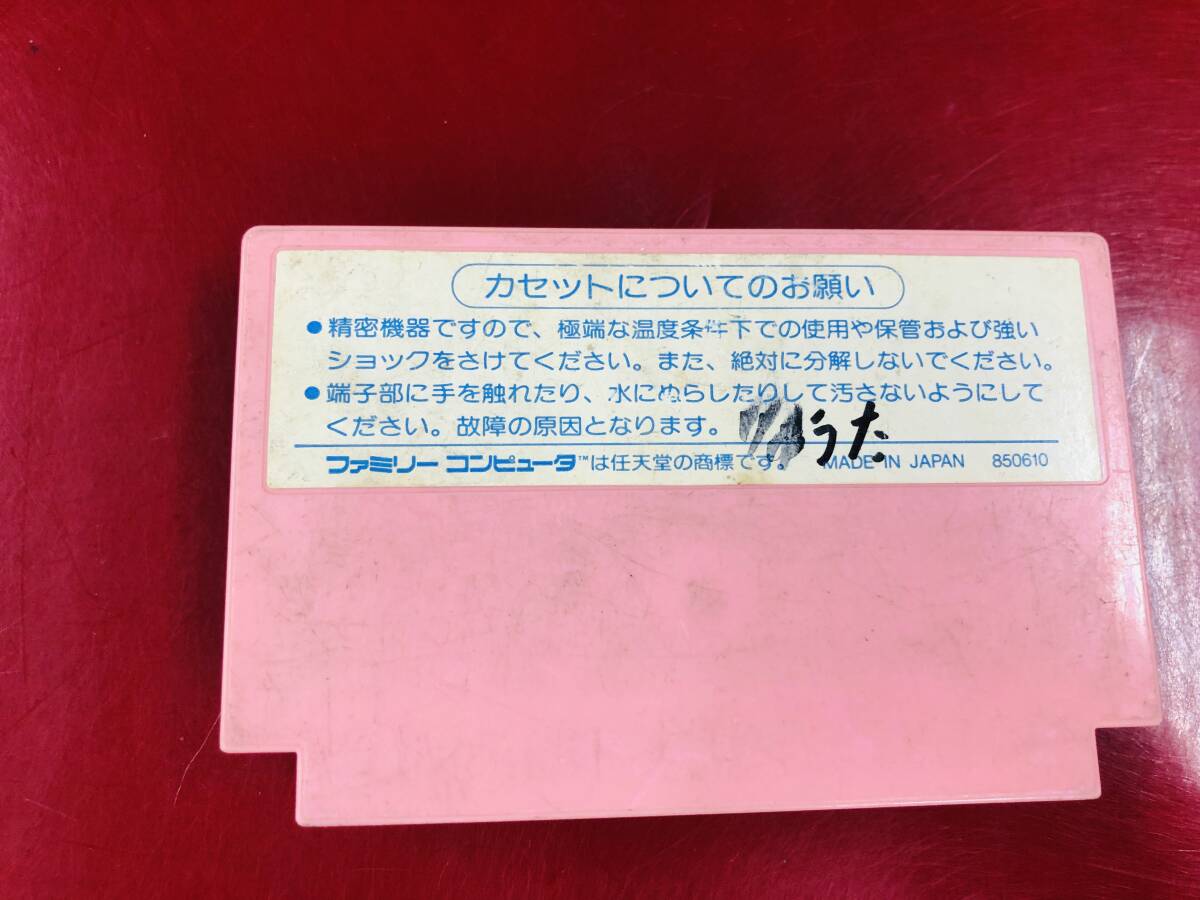 カセットについてのお願い
●精密機器ですので、極端な温度条件下での使用や保管および強い
ショックをさけてください。また、絶対に分解しないでください。
●端子部に手を触れたり、水にぬらしたりして汚さないようにして
ください。故障の原因となります。 うた
ファミリー コンピュータ™は任天堂の商標です。 MADE IN JAPAN 850610